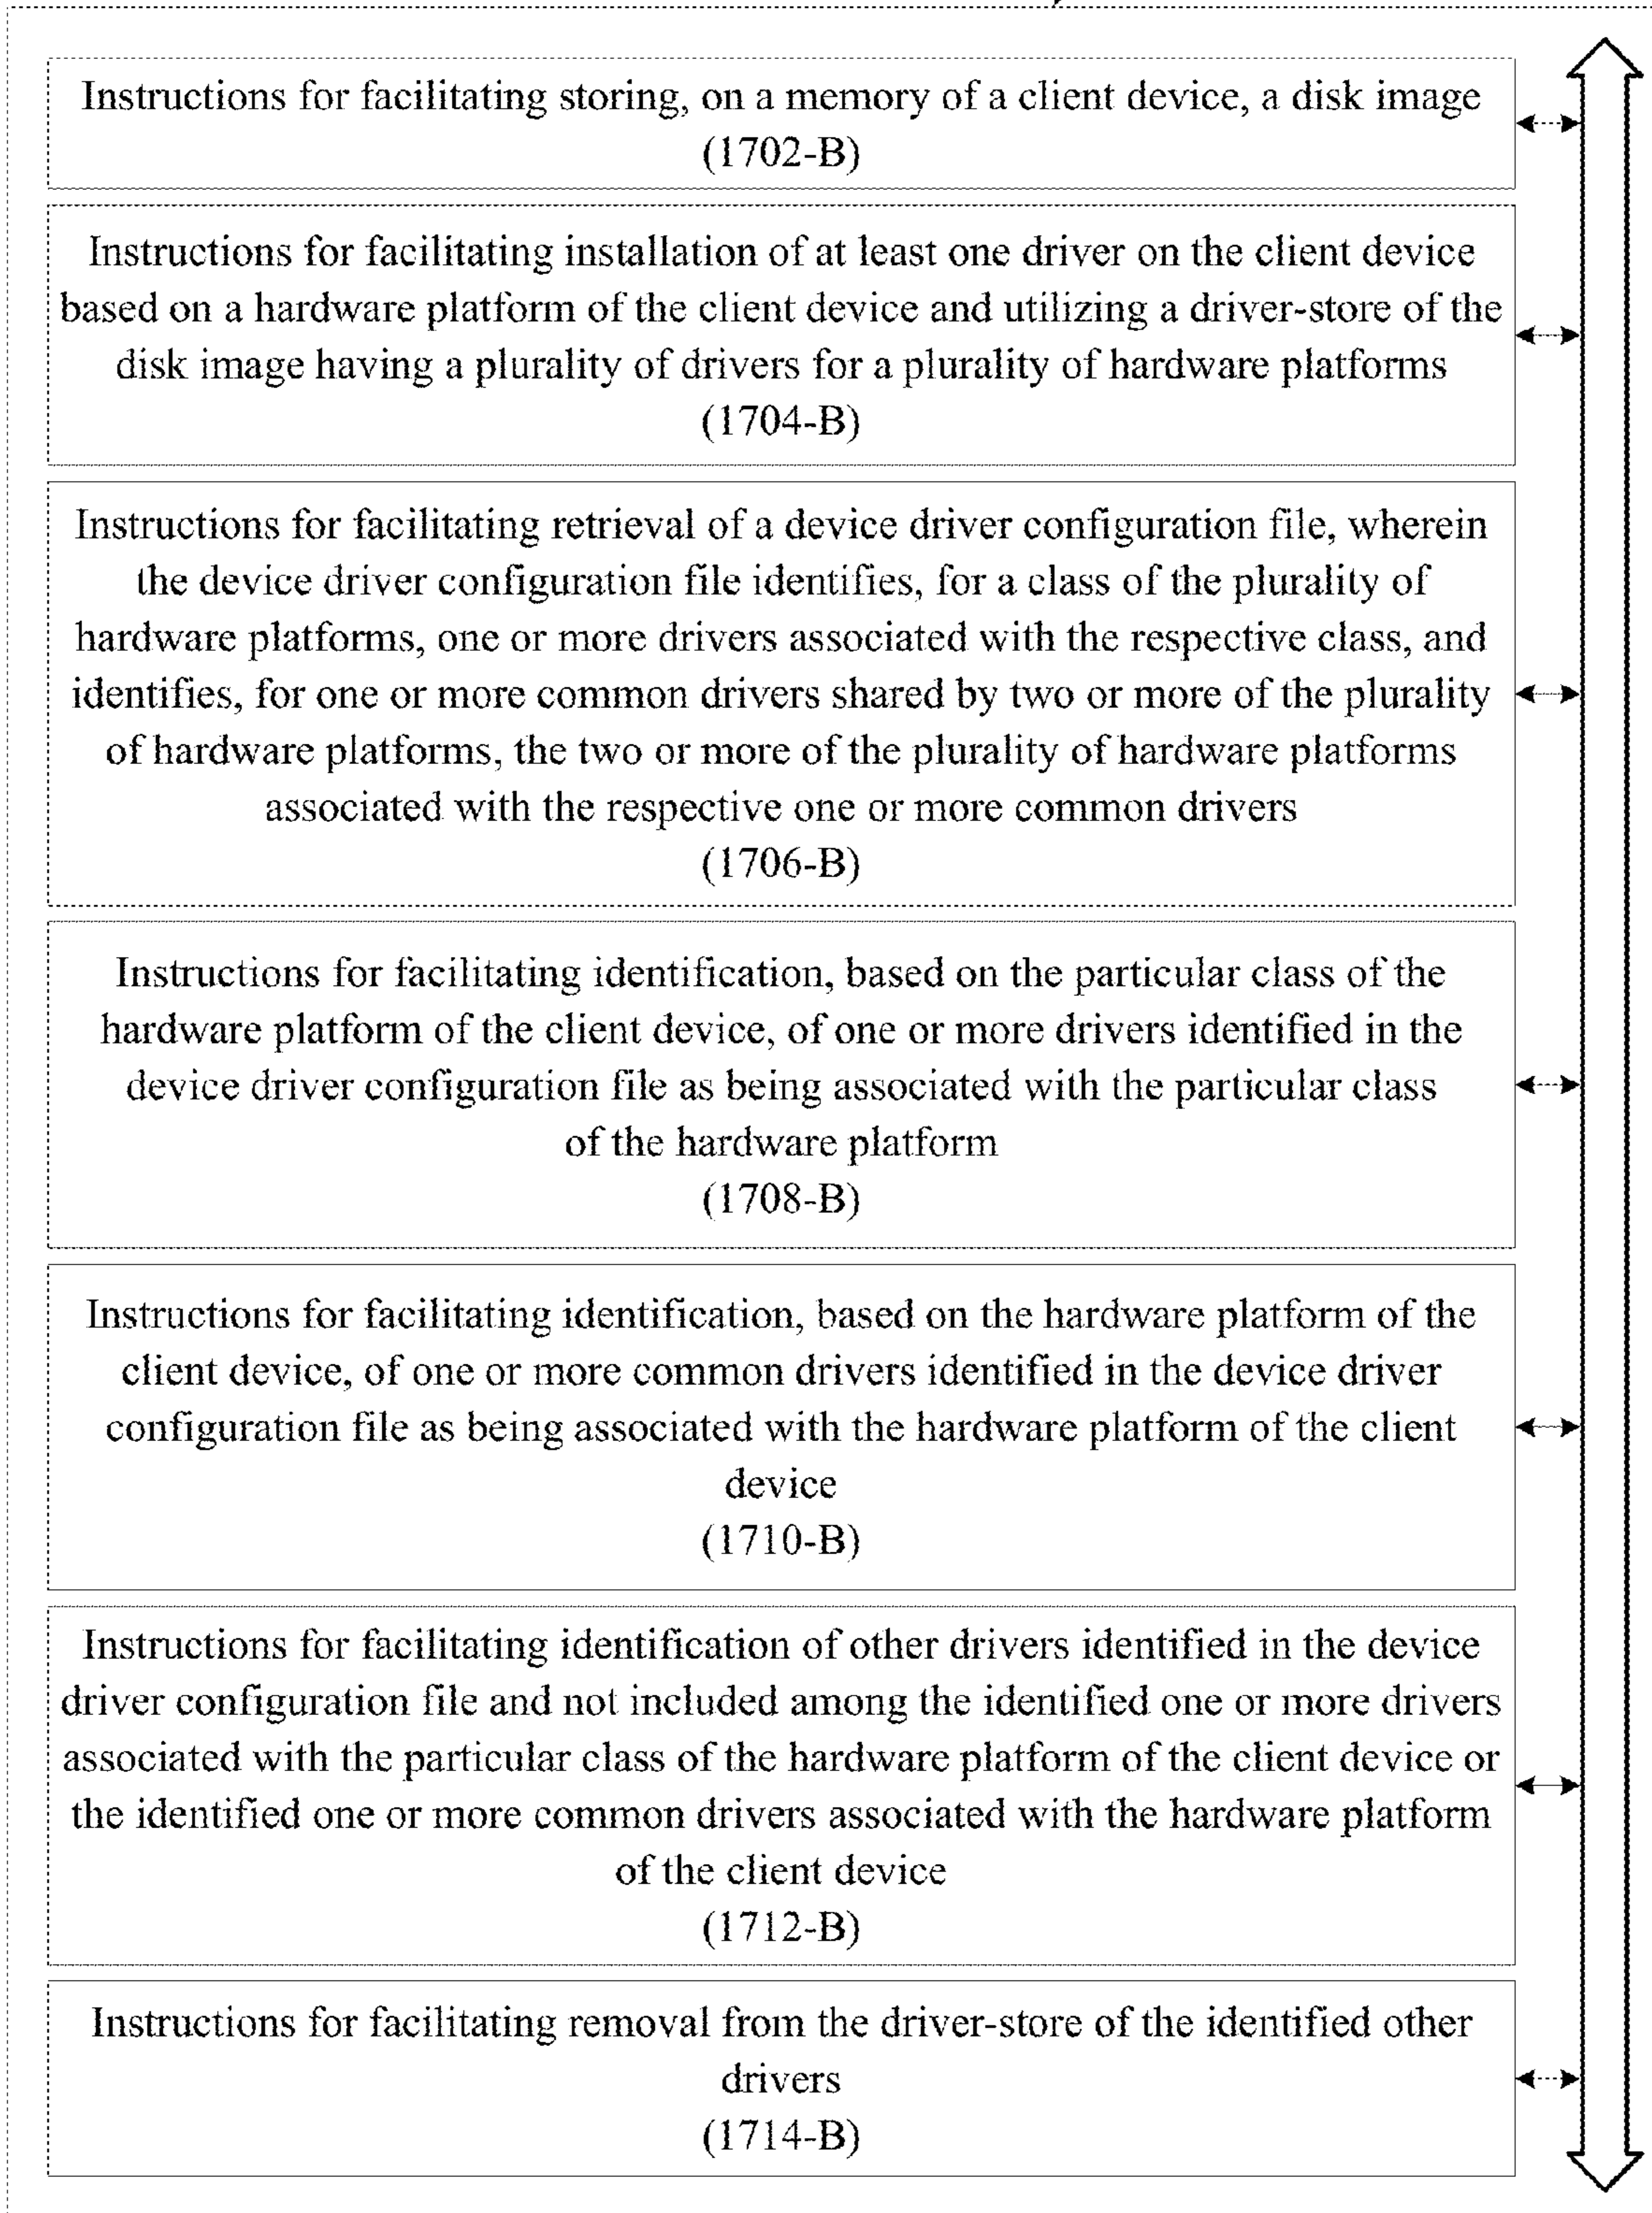 Instructions for facilitating storing, on a memory of a client device, a disk image
(1702-B)
Instructions for facilitating installation of at least one driver on the client device
based on a hardware platform of the client device and utilizing a driver-store of the
disk image having a plurality of drivers for a plurality of hardware platforms
(1704-B)
Instructions for facilitating retrieval of a device driver configuration file, wherein
the device driver configuration file identifies, for a class of the plurality of
hardware platforms, one or more drivers associated with the respective class, and
identifies, for one or more common drivers shared by two or more of the plurality
of hardware platforms, the two or more of the plurality of hardware platforms
associated with the respective one or more common drivers
(1706-B)
Instructions for facilitating identification, based on the particular class of the
hardware platform of the client device, of one or more drivers identified in the
device driver configuration file as being associated with the particular class
of the hardware platform
(1708-B)
Instructions for facilitating identification, based on the hardware platform of the
client device, of one or more common drivers identified in the device driver
configuration file as being associated with the hardware platform of the client
device
(1710-B)
Instructions for facilitating identification of other drivers identified in the device
driver configuration file and not included among the identified one or more drivers
associated with the particular class of the hardware platform of the client device or
the identified one or more common drivers associated with the hardware platform
of the client device
(1712-B)
Instructions for facilitating removal from the driver-store of the identified other
drivers
(1714-B)